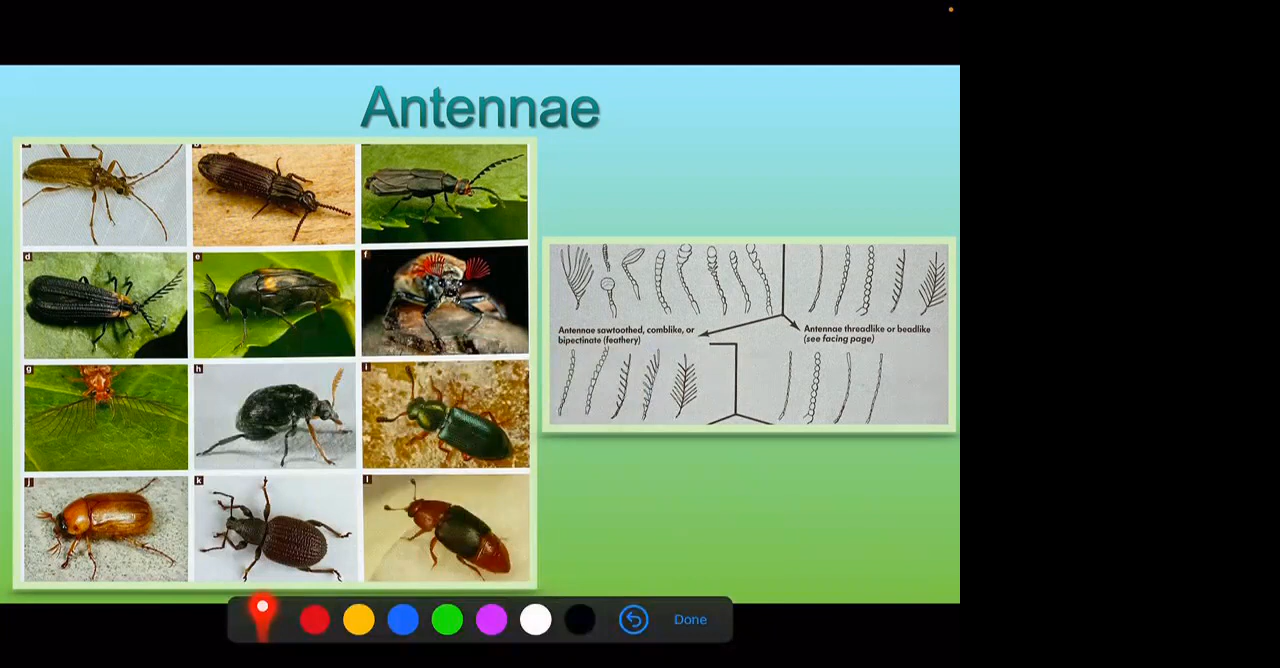 Antennae
d
e
f
g
h
i
j
k
l
Antennae sawtoothed, comblike, or
bipectinate (feathery)
Antennae threadlike or beadlike
(see facing page)
Done